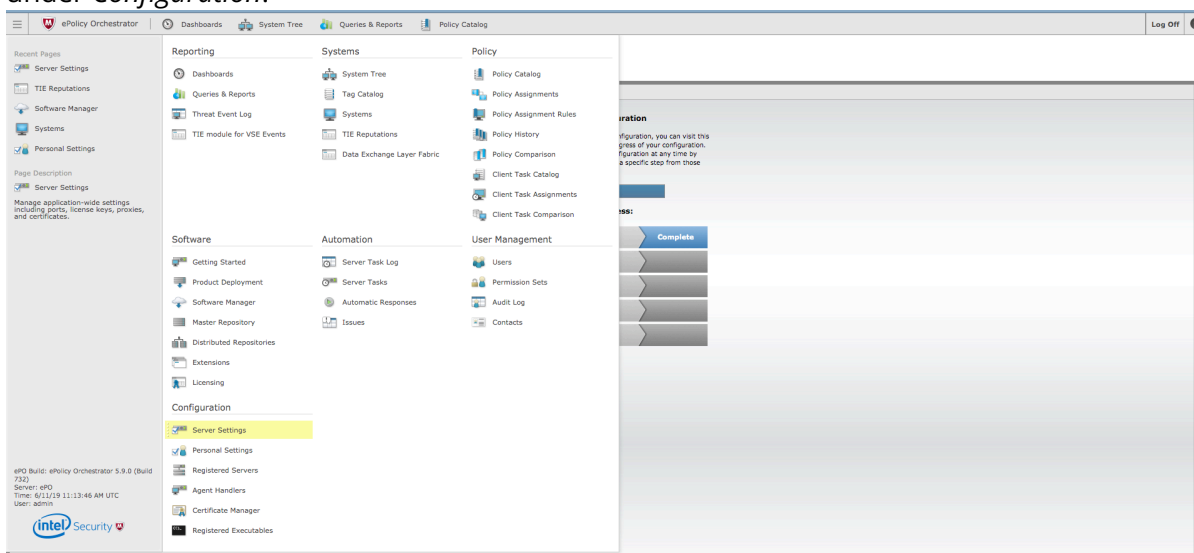 under Configuration.
ePolicy Orchestrator
Dashboards
System Tree
Queries & Reports
Policy Catalog
Log Off
Recent Pages
Server Settings
TIE Reputations
Software Manager
Systems
Personal Settings
Page Description
Server Settings
Manage application-wide settings
including ports, license keys, proxies,
and certificates.
Reporting
Dashboards
Queries & Reports
Threat Event Log
TIE module for VSE Events
Systems
System Tree
Tag Catalog
Systems
TIE Reputations
Data Exchange Layer Fabric
Policy
Policy Catalog
Policy Assignments
Policy Assignment Rules
Policy History
Policy Comparison
Client Task Catalog
Client Task Assignments
Client Task Comparison
Software
Getting Started
Product Deployment
Software Manager
Master Repository
Distributed Repositories
Extensions
Licensing
Automation
Server Task Log
Server Tasks
Automatic Responses
Issues
User Management
Users
Permission Sets
Audit Log
Contacts
Configuration
Server Settings
Personal Settings
Registered Servers
Agent Handlers
Certificate Manager
Registered Executables
uration
nfiguration, you can visit this
gress of your configuration.
figuration at any time by
a specific step from those
ess:
Complete
ePO Build: ePolicy Orchestrator 5.9.0 (Build
732)
Server: ePO
Time: 6/11/19 11:13:46 AM UTC
User: admin
intel Security